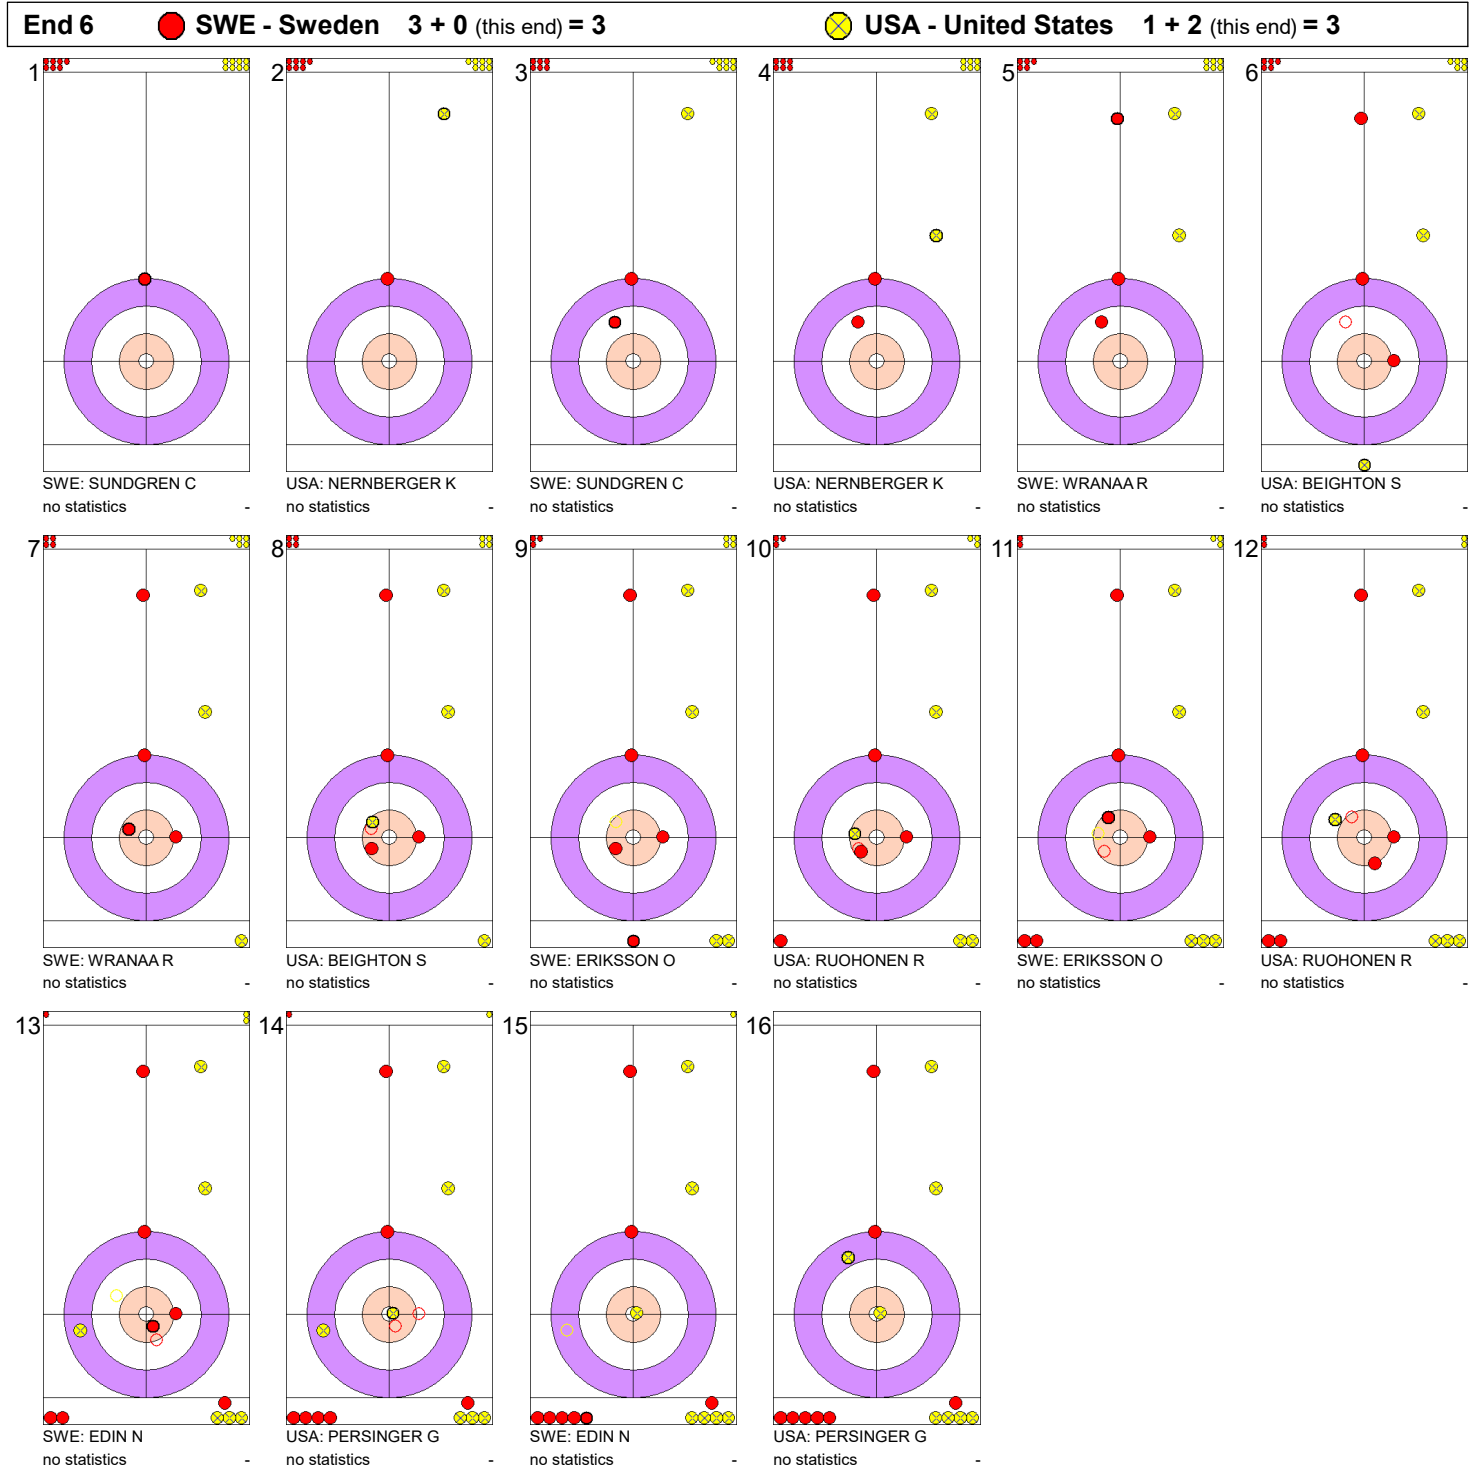 End 6 SWE - Sweden 3 + 0 (this end) = 3 USA - United States 1 + 2 (this end) = 3
1 2 3 4 5 6
SWE: SUNDGREN C USA: NERNBERGER K SWE: SUNDGREN C USA: NERNBERGER K SWE: WRANAA R USA: BEIGHTON S
no statistics - no statistics - no statistics - no statistics - no statistics - no statistics -
7 8 9 10 11 12
SWE: WRANAA R USA: BEIGHTON S SWE: ERIKSSON O USA: RUOHONEN R SWE: ERIKSSON O USA: RUOHONEN R
no statistics - no statistics - no statistics - no statistics - no statistics - no statistics -
13 14 15 16
SWE: EDIN N USA: PERSINGER G SWE: EDIN N USA: PERSINGER G
no statistics - no statistics - no statistics - no statistics -